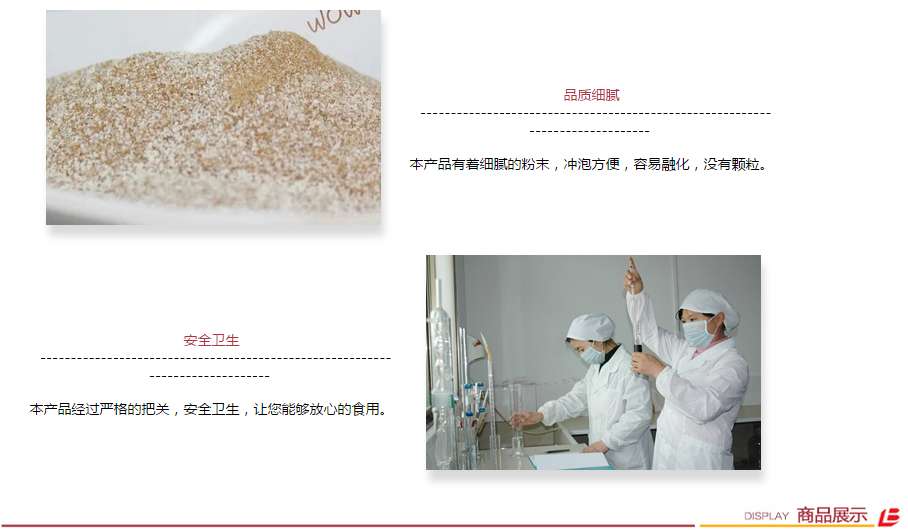 WOW
品质细腻
本产品有着细腻的粉末，冲泡方便，容易融化，没有颗粒。
安全卫生
本产品经过严格的把关，安全卫生，让您能够放心的食用。
DISPLAY 商品展示